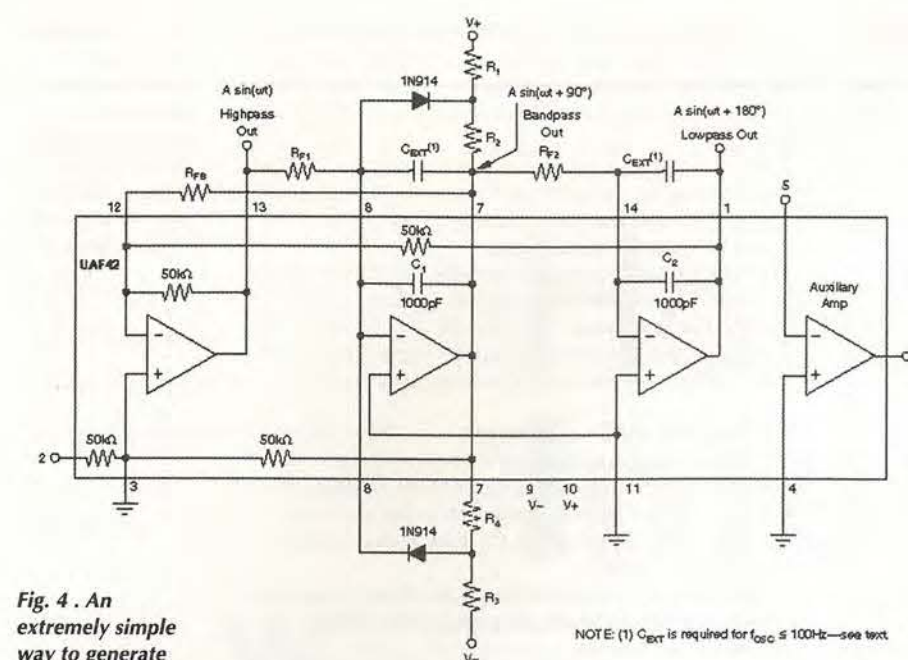 V+
R1
1N914
A sin(ωt)
Highpass
Out
A sin(ωt + 90°)
Bandpass
Out
A sin(ωt + 180°)
Lowpass Out
R2
RF1
CEXT(1)
RF2
CEXT(1)
RFB
S
12
13
8
7
14
1
50kΩ
UAF42
50kΩ
C1
1000pF
C2
1000pF
Auxiliary
Amp
−
+
−
+
−
+
−
+
50kΩ
50kΩ
2
3
8
7
9
V−
10
V+
11
4
R4
1N914
R3
V−
Fig. 4 . An
extremely simple
way to generate
NOTE: (1) CEXT is required for fOSC ≤ 100Hz—see text.